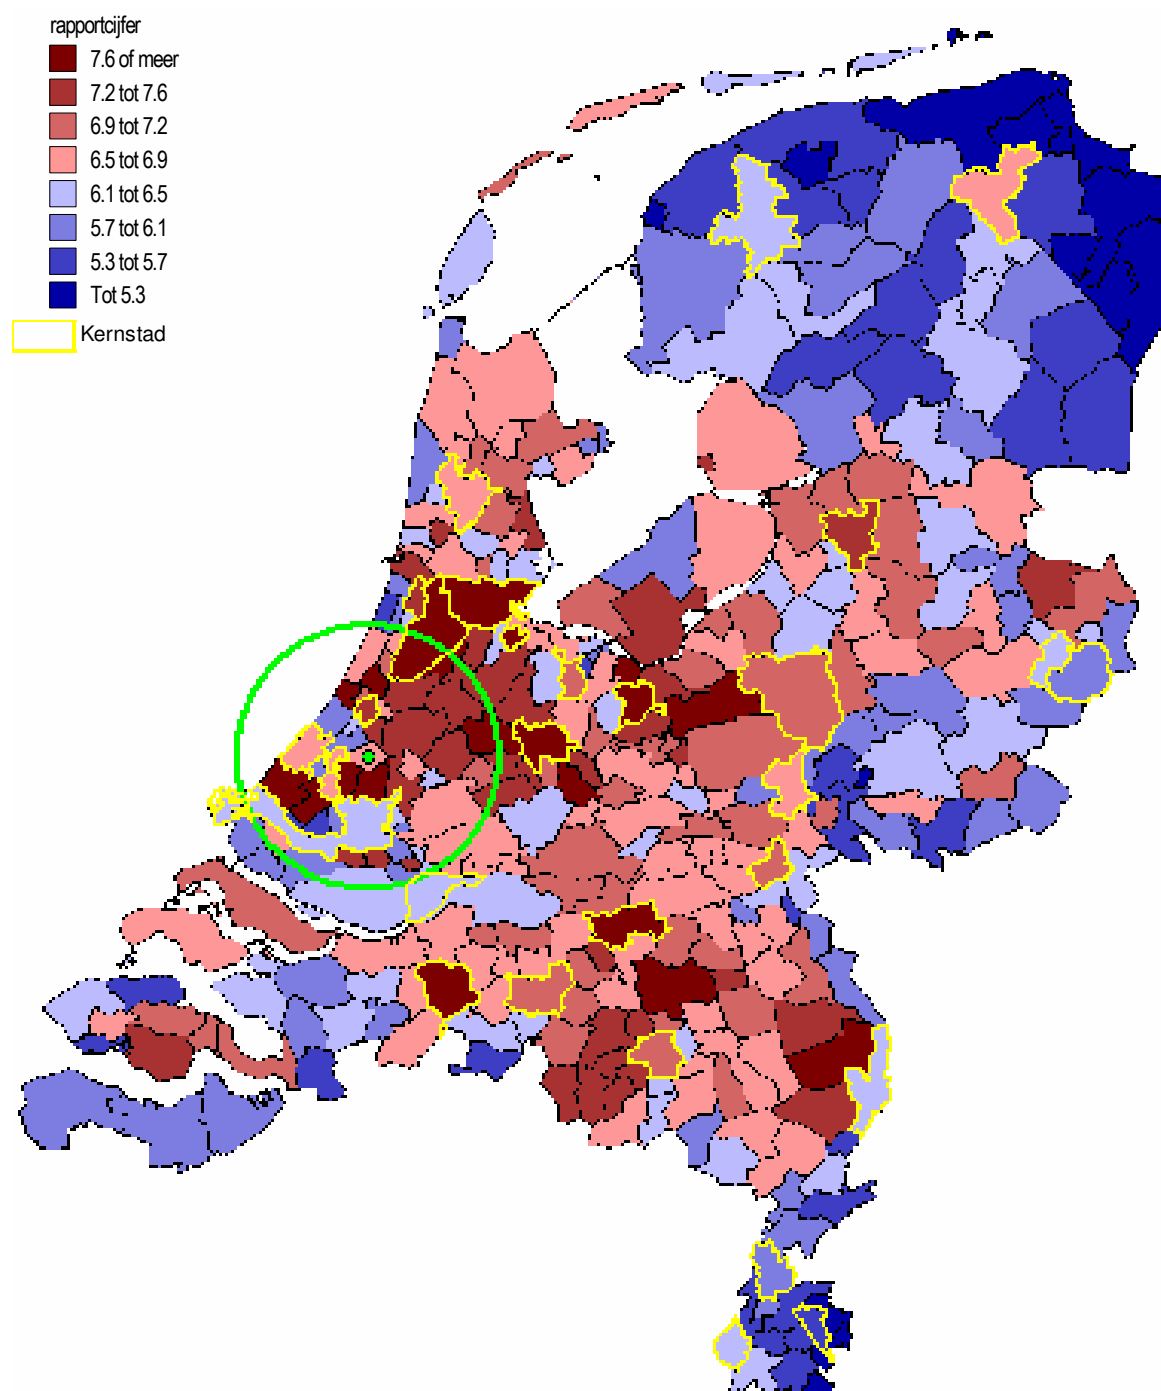 rapportcijfer
7.6 of meer
7.2 tot 7.6
6.9 tot 7.2
6.5 tot 6.9
6.1 tot 6.5
5.7 tot 6.1
5.3 tot 5.7
Tot 5.3
Kernstad